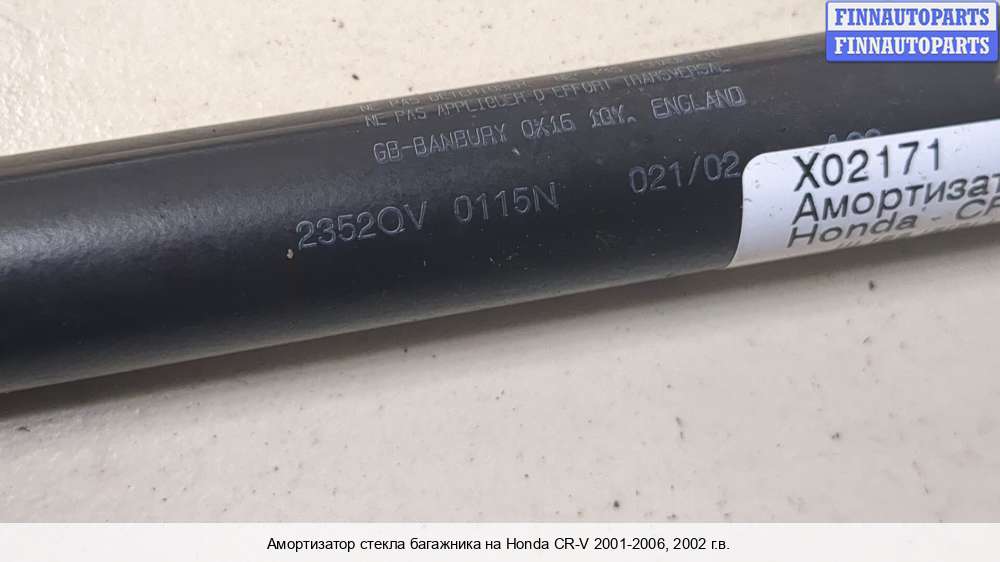 FINNAUTOPARTS
FINNAUTOPARTS
NE PAS APPLIQUER D EFFORT TRANSVERSAL
GB-BANBURY OX16 1QY. ENGLAND
2352QV 0115N 021/02
X02171
Амортизат
Honda - CR
Амортизатор стекла багажника на Honda CR-V 2001-2006, 2002 г.в.